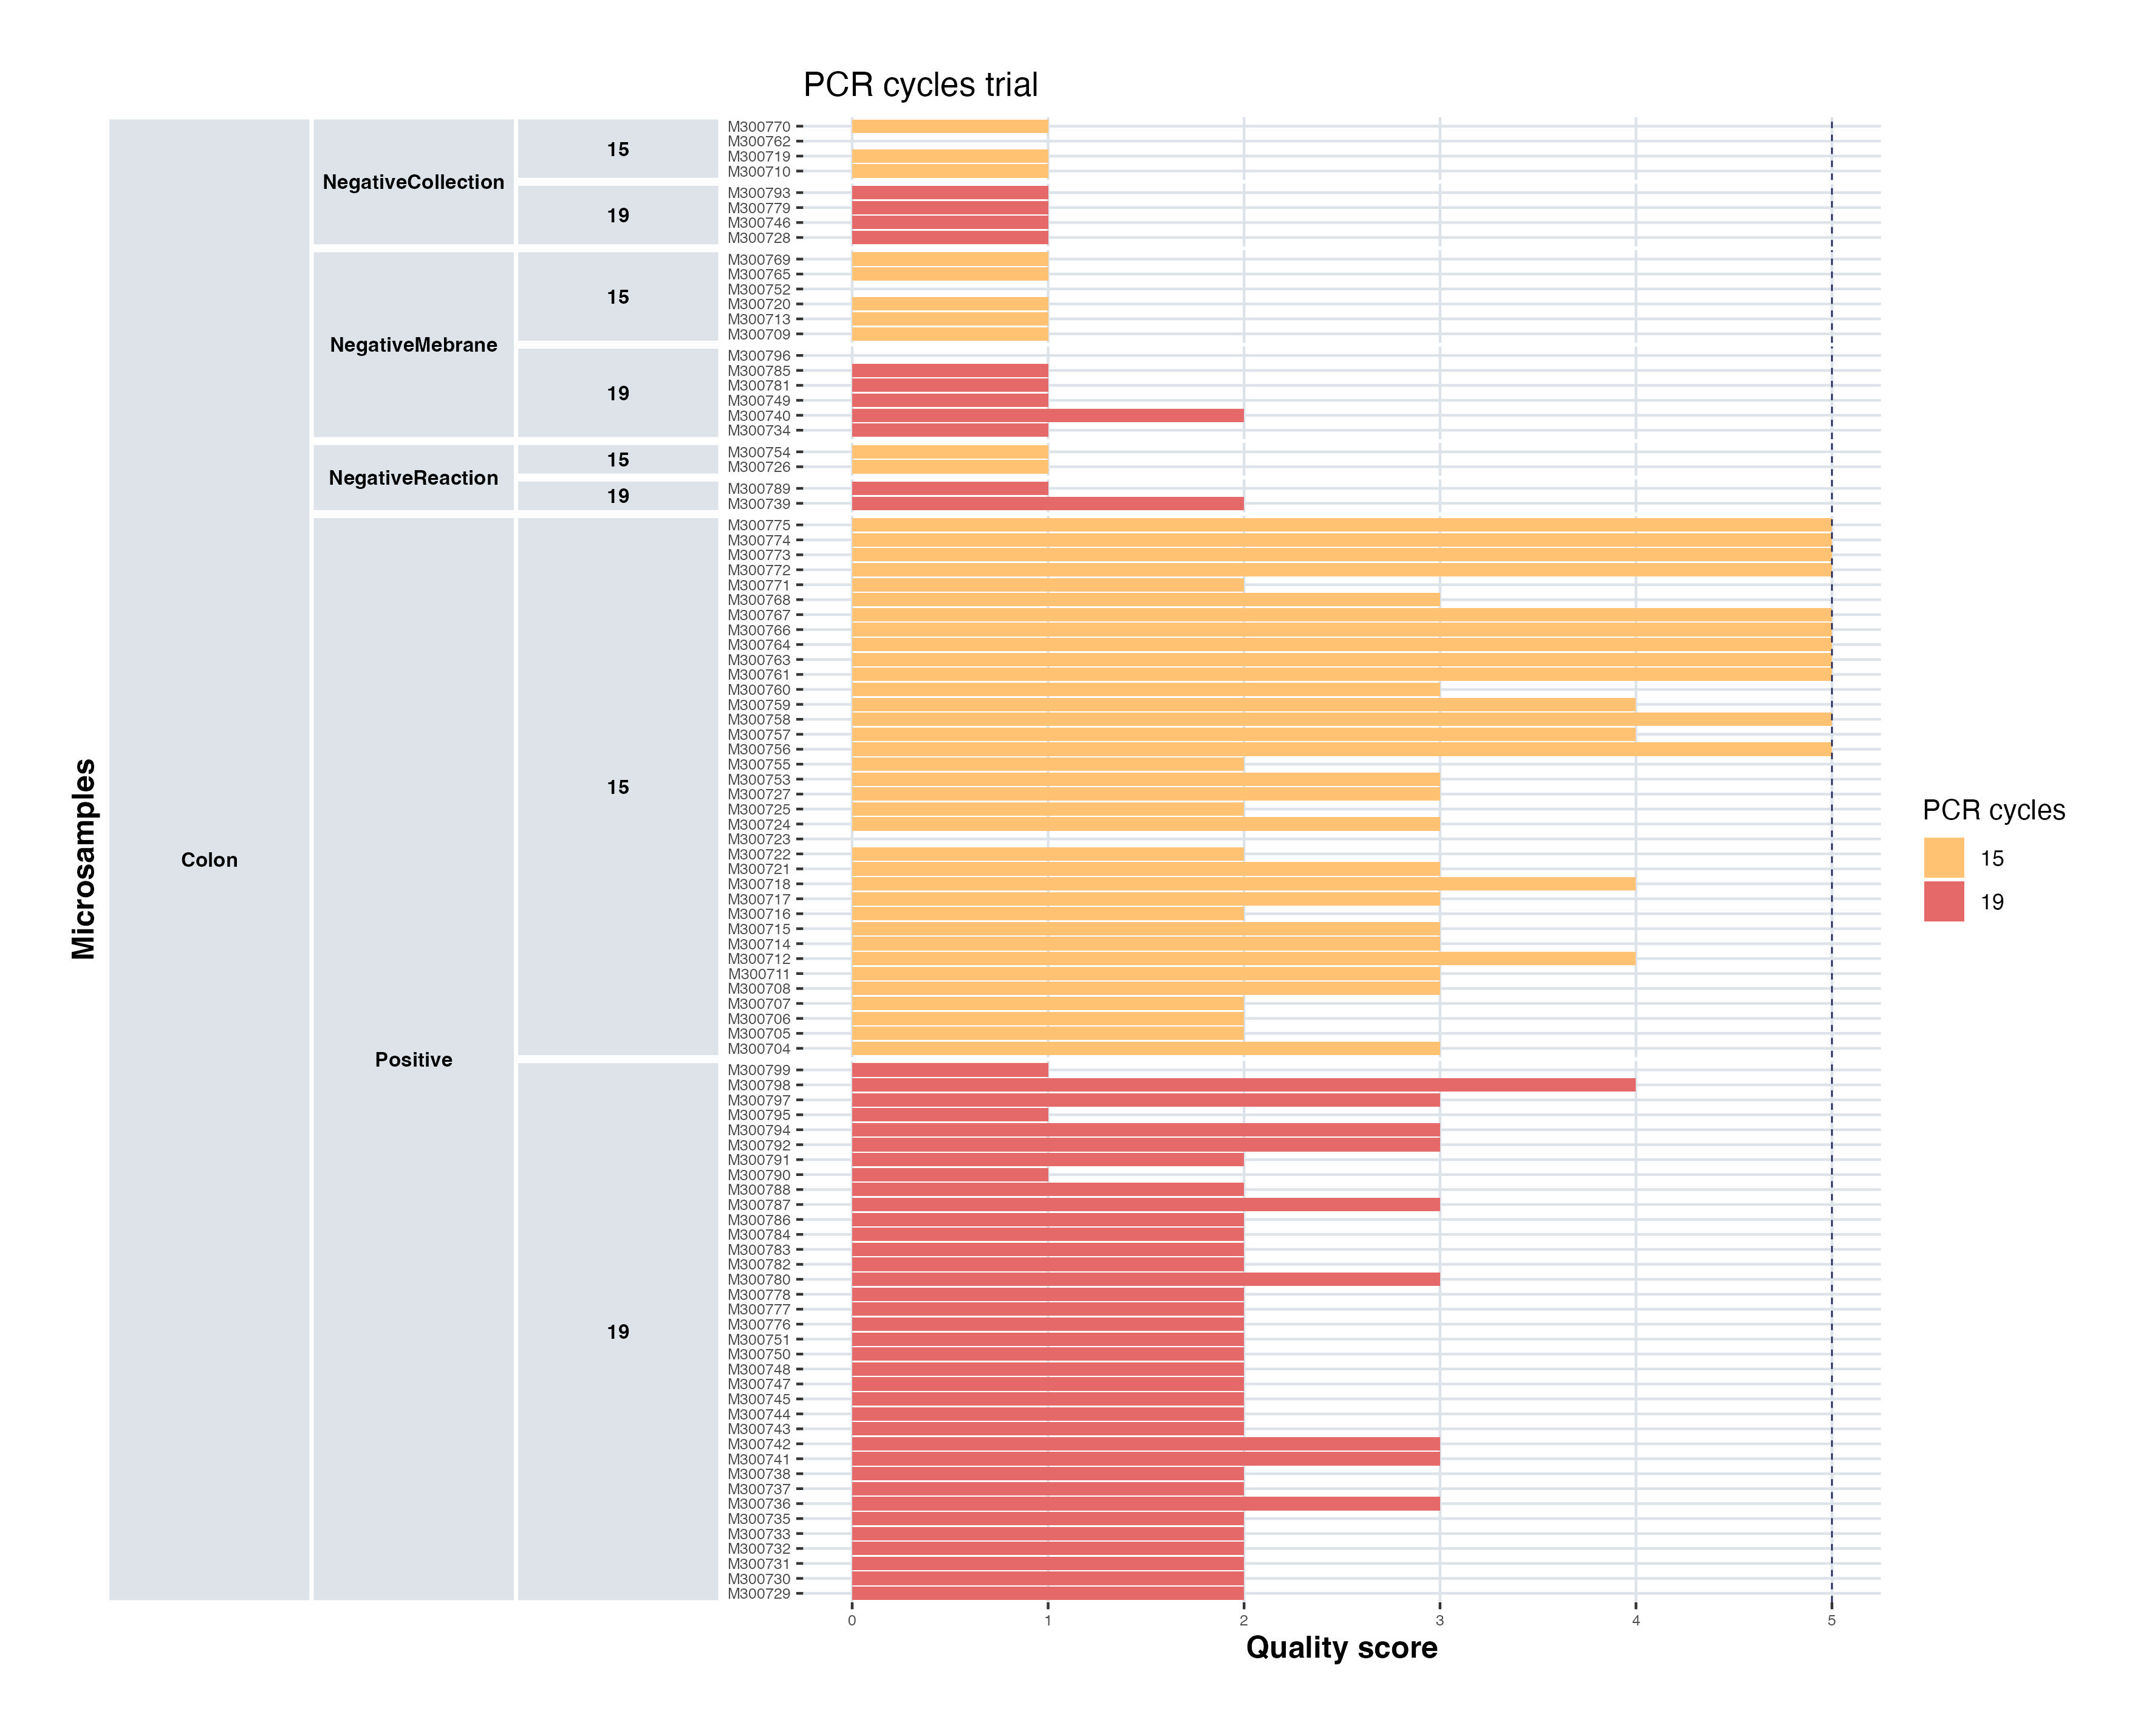 PCR cycles trial
Microsamples
Colon
NegativeCollection
15
M300770
M300762
M300719
M300710
19
M300793
M300779
M300746
M300728
NegativeMebrane
15
M300769
M300765
M300752
M300720
M300713
M300709
19
M300796
M300785
M300781
M300749
M300740
M300734
NegativeReaction
15
M300754
M300726
19
M300789
M300739
Positive
15
M300775
M300774
M300773
M300772
M300771
M300768
M300767
M300766
M300764
M300763
M300761
M300760
M300759
M300758
M300757
M300756
M300755
M300753
M300727
M300725
M300724
M300723
M300722
M300721
M300718
M300717
M300716
M300715
M300714
M300712
M300711
M300708
M300707
M300706
M300705
M300704
19
M300799
M300798
M300797
M300795
M300794
M300792
M300791
M300790
M300788
M300787
M300786
M300784
M300783
M300782
M300780
M300778
M300777
M300776
M300751
M300750
M300748
M300747
M300745
M300744
M300743
M300742
M300741
M300738
M300737
M300736
M300735
M300733
M300732
M300731
M300730
M300729
0 1 2 3 4 5
Quality score
PCR cycles
15
19